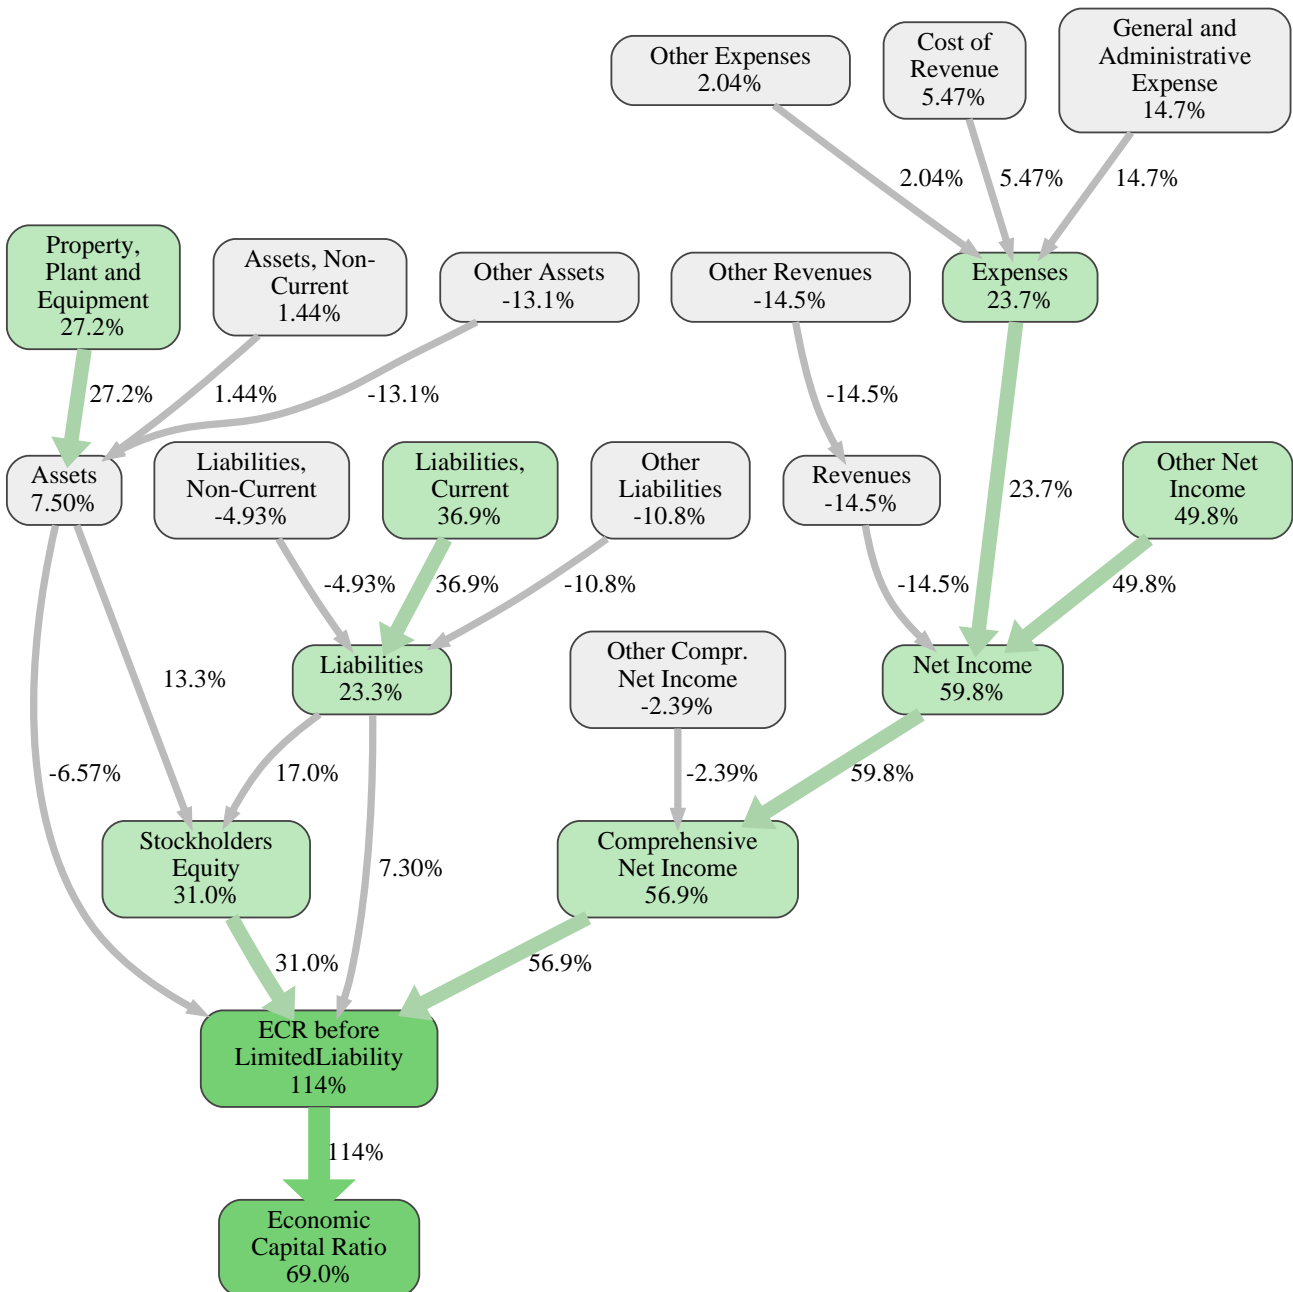 Other Expenses
2.04%
Cost of
Revenue
5.47%
General and
Administrative
Expense
14.7%
2.04%
5.47%
14.7%
Property,
Plant and
Equipment
27.2%
Assets, Non-
Current
1.44%
Other Assets
-13.1%
Other Revenues
-14.5%
Expenses
23.7%
27.2%
1.44%
-13.1%
-14.5%
Assets
7.50%
Liabilities,
Non-Current
-4.93%
Liabilities,
Current
36.9%
Other
Liabilities
-10.8%
Revenues
-14.5%
23.7%
Other Net
Income
49.8%
-4.93%
36.9%
-10.8%
-14.5%
49.8%
13.3%
Liabilities
23.3%
Other Compr.
Net Income
-2.39%
Net Income
59.8%
-6.57%
17.0%
-2.39%
59.8%
Stockholders
Equity
31.0%
7.30%
Comprehensive
Net Income
56.9%
31.0%
56.9%
ECR before
LimitedLiability
114%
114%
Economic
Capital Ratio
69.0%